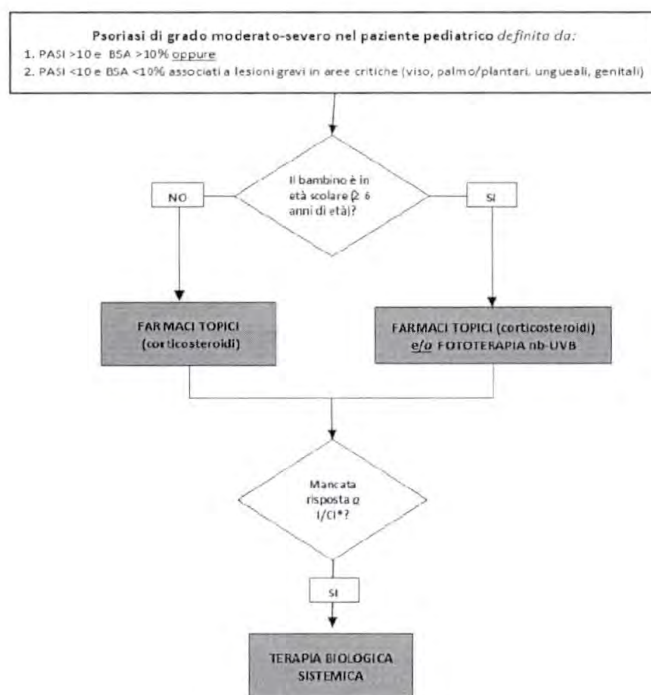 Psoriasi di grado moderato-severo nel paziente pediatrico definita da:
1. PASI >10 e BSA >10% oppure
2. PASI <10 e BSA <10% associati a lesioni gravi in aree critiche (viso, palmo/plantari, ungueali, genitali)
Il bambino è in
età scolare (≥ 6
anni di età)?
NO
SI
FARMACI TOPICI
(corticosteroidi)
FARMACI TOPICI (corticosteroidi)
e/o FOTOTERAPIA nb-UVB
Mancata
risposta o
I/CI*?
SI
TERAPIA BIOLOGICA
SISTEMICA